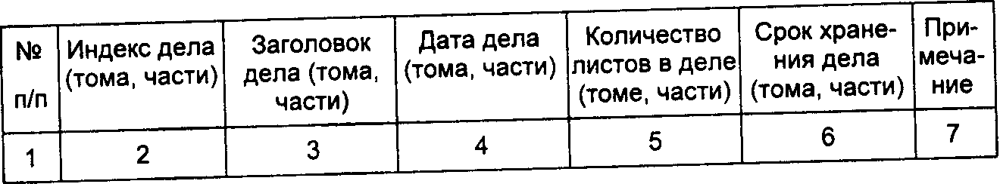 №
п/п
Индекс дела
(тома, части)
Заголовок
дела (тома,
части)
Дата дела
(тома, части)
Количество
листов в деле
(томе, части)
Срок хране-
ния дела
(тома, части)
При-
меча-
ние
1
2
3
4
5
6
7